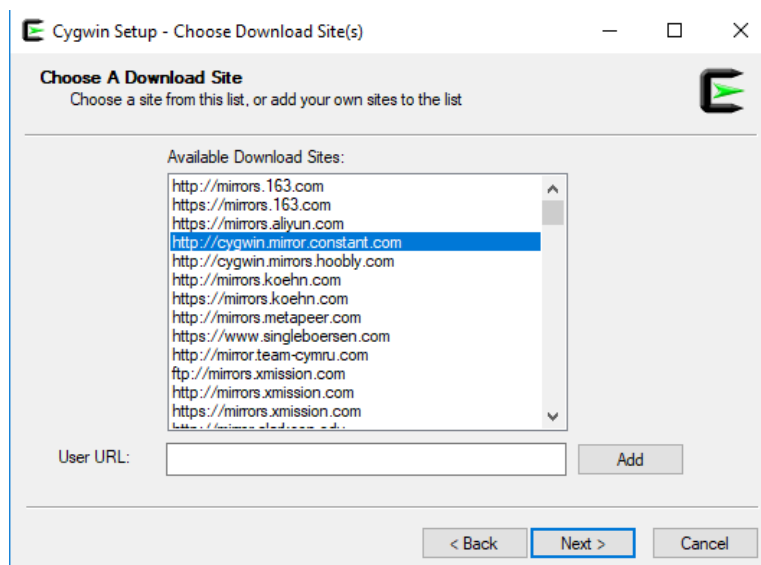 Cygwin Setup - Choose Download Site(s)
Choose A Download Site
Choose a site from this list, or add your own sites to the list
Available Download Sites:
http://mirrors.163.com
https://mirrors.163.com
https://mirrors.aliyun.com
http://cygwin.mirror.constant.com
http://cygwin.mirrors.hoobly.com
http://mirrors.koehn.com
https://mirrors.koehn.com
http://mirrors.metapeer.com
https://www.singleboersen.com
http://mirror.team-cymru.com
ftp://mirrors.xmission.com
http://mirrors.xmission.com
https://mirrors.xmission.com
User URL:
Add
< Back
Next >
Cancel